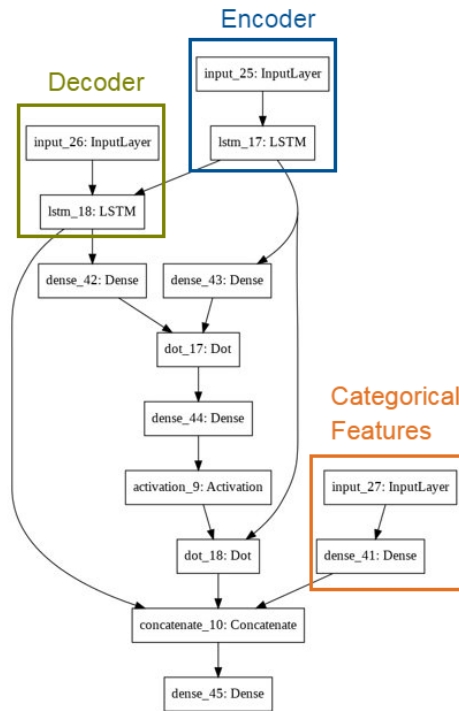 Encoder
input_25: InputLayer
Decoder
input_26: InputLayer
lstm_17: LSTM
lstm_18: LSTM
dense_42: Dense
dense_43: Dense
dot_17: Dot
dense_44: Dense
Categorical
Features
activation_9: Activation
input_27: InputLayer
dot_18: Dot
dense_41: Dense
concatenate_10: Concatenate
dense_45: Dense